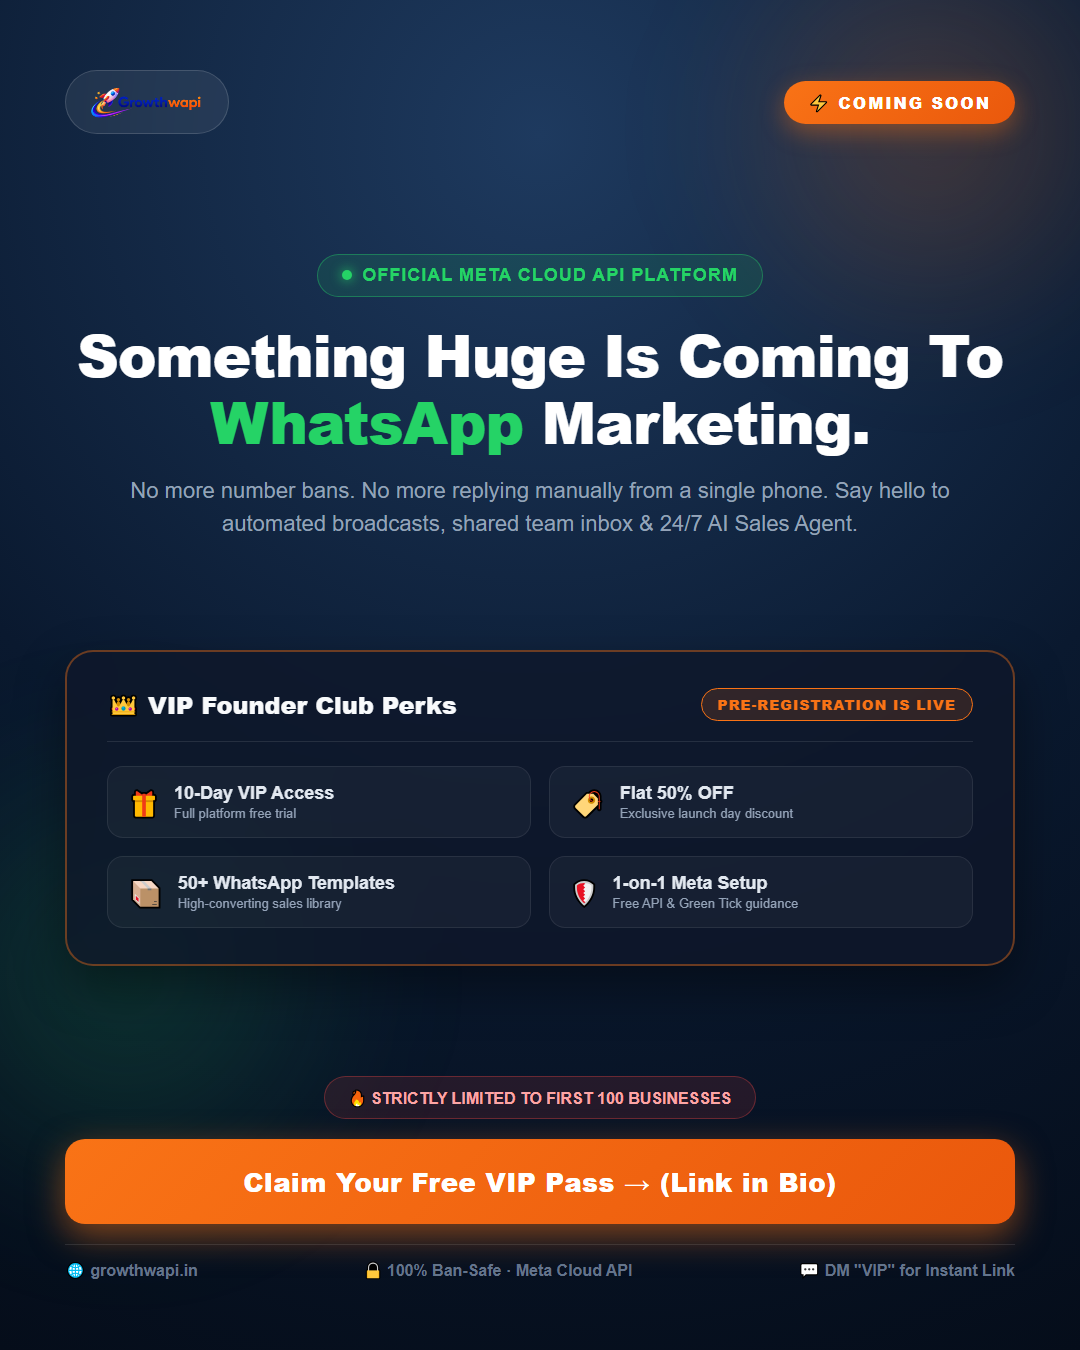 Growthwapi
⚡ COMING SOON
OFFICIAL META CLOUD API PLATFORM
Something Huge Is Coming To
WhatsApp Marketing.
No more number bans. No more replying manually from a single phone. Say hello to
automated broadcasts, shared team inbox & 24/7 AI Sales Agent.
👑 VIP Founder Club Perks
PRE-REGISTRATION IS LIVE
10-Day VIP Access
Full platform free trial
Flat 50% OFF
Exclusive launch day discount
50+ WhatsApp Templates
High-converting sales library
1-on-1 Meta Setup
Free API & Green Tick guidance
🔥 STRICTLY LIMITED TO FIRST 100 BUSINESSES
Claim Your Free VIP Pass → (Link in Bio)
🌐 growthwapi.in
🔒 100% Ban-Safe · Meta Cloud API
💬 DM "VIP" for Instant Link